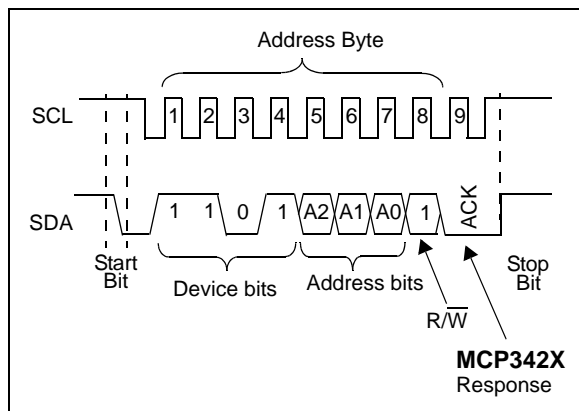 Address Byte
SCL 1 2 3 4 5 6 7 8 9
SDA 1 1 0 1 A2 A1 A0 1 ACK
Start
Bit
Device bits
Address bits
R/W̅
Stop
Bit
MCP342X
Response